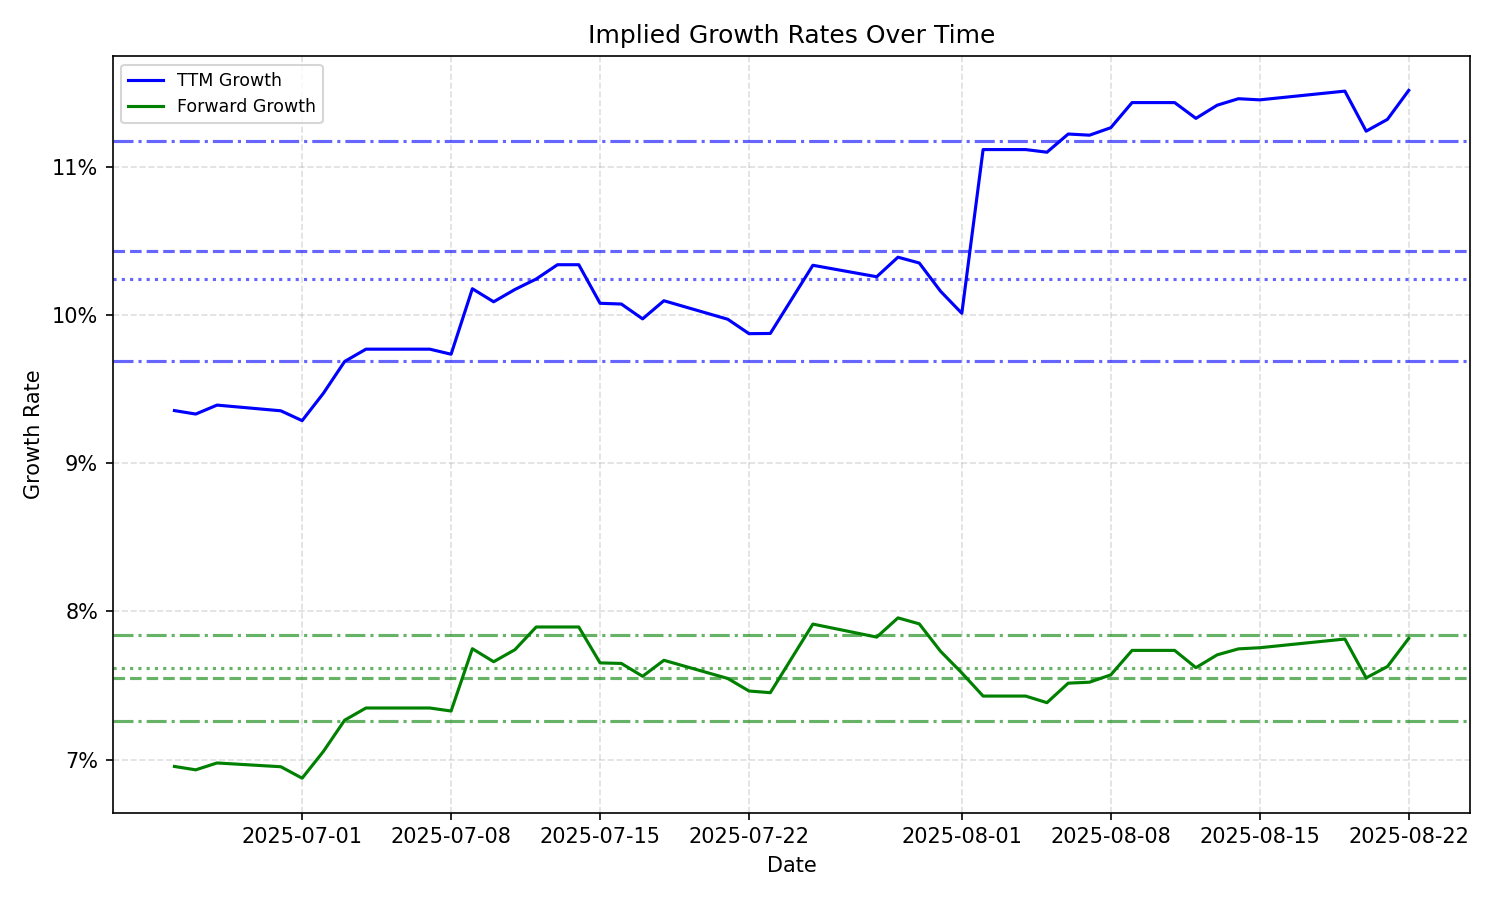 Implied Growth Rates Over Time
TTM Growth
Forward Growth
11%
10%
9%
8%
7%
Growth Rate
2025-07-01
2025-07-08
2025-07-15
2025-07-22
2025-08-01
2025-08-08
2025-08-15
2025-08-22
Date